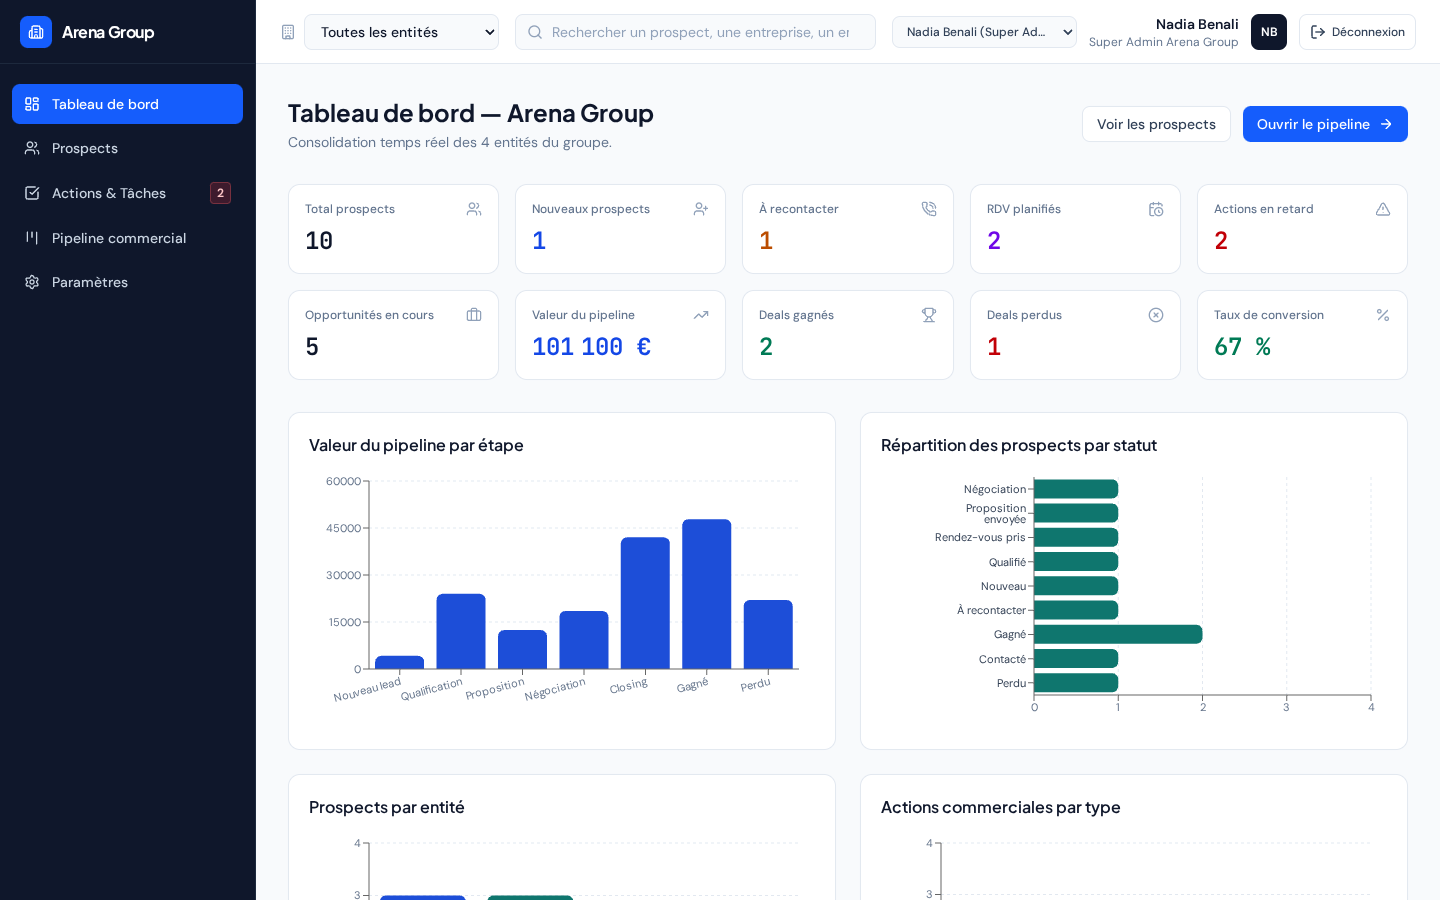 Arena Group
Toutes les entités
Rechercher un prospect, une entreprise, un er
Nadia Benali (Super Ad...
Nadia Benali
Super Admin Arena Group
NB
Déconnexion
Tableau de bord
Prospects
Actions & Tâches
2
Pipeline commercial
Paramètres
Tableau de bord — Arena Group
Consolidation temps réel des 4 entités du groupe.
Voir les prospects
Ouvrir le pipeline
Total prospects
10
Nouveaux prospects
1
À recontacter
1
RDV planifiés
2
Actions en retard
2
Opportunités en cours
5
Valeur du pipeline
101 100 €
Deals gagnés
2
Deals perdus
1
Taux de conversion
67 %
Valeur du pipeline par étape
60000
45000
30000
15000
0
Nouveau lead
Qualification
Proposition
Négociation
Closing
Gagné
Perdu
Répartition des prospects par statut
Négociation
Proposition
envoyée
Rendez-vous pris
Qualifié
Nouveau
À recontacter
Gagné
Contacté
Perdu
0
1
2
3
4
Prospects par entité
4
3
Actions commerciales par type
4
3